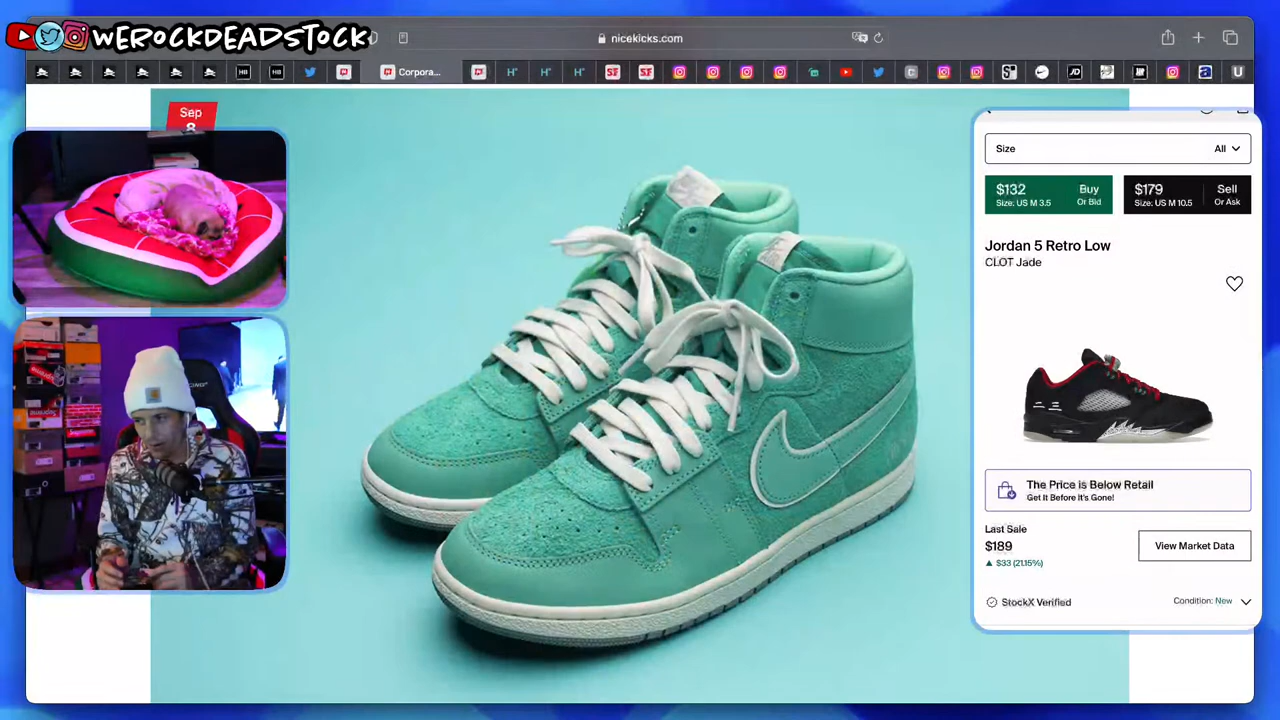 WEROCKDEADSTOCK
nicekicks.com
Corpora...
Sep
8
Size
All
$132
Buy
Size: US M 3.5
Or Bid
$179
Sell
Size: US M 10.5
Or Ask
Jordan 5 Retro Low
CLOT Jade
The Price is Below Retail
Get It Before It's Gone!
Last Sale
$189
▲ $33 (21.15%)
View Market Data
StockX Verified
Condition: New